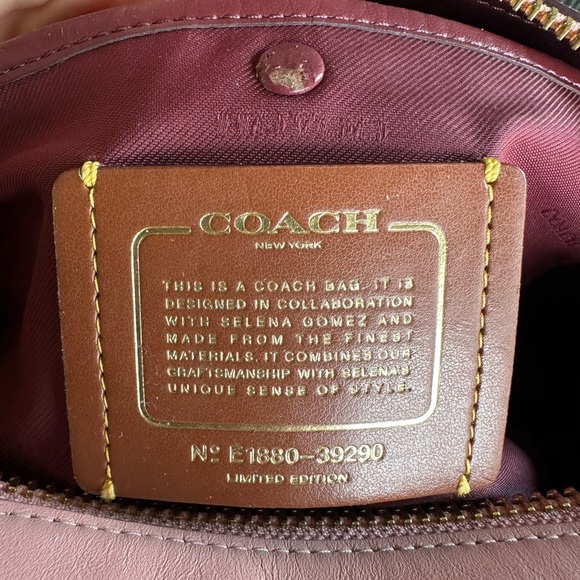 COACH
NEW YORK
THIS IS A COACH BAG. IT IS
DESIGNED IN COLLABORATION
WITH SELENA GOMEZ AND
MADE FROM THE FINEST
MATERIALS. IT COMBINES OUR
CRAFTSMANSHIP WITH SELENA'S
UNIQUE SENSE OF STYLE.
Nº E1880-39290
LIMITED EDITION